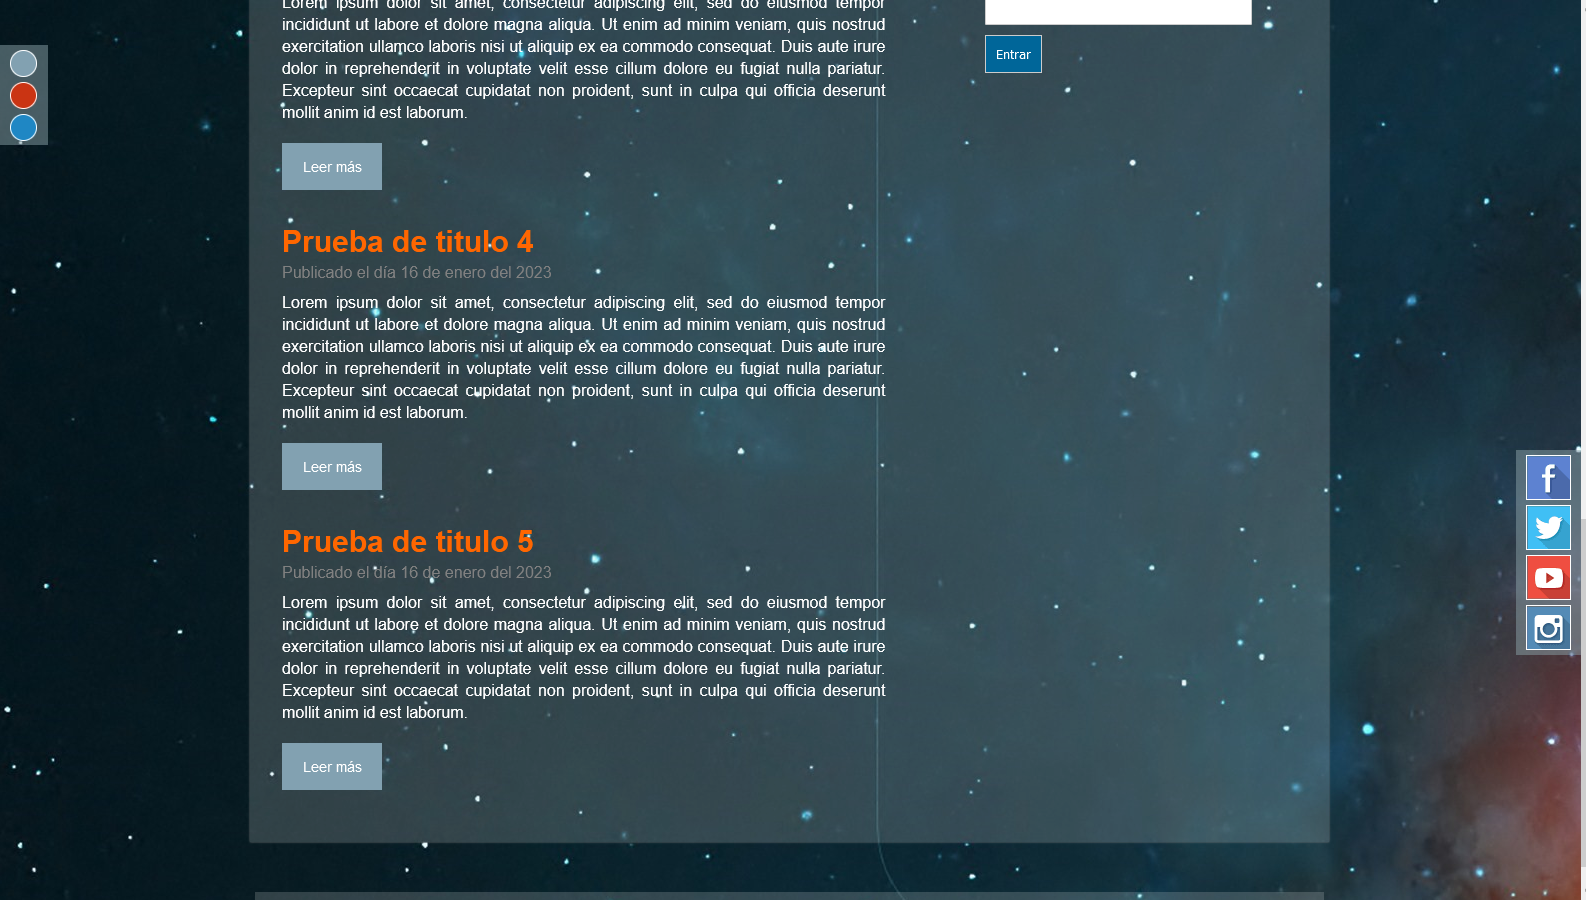 Lorem ipsum dolor sit amet, consectetur adipiscing elit, sed do eiusmod tempor
incididunt ut labore et dolore magna aliqua. Ut enim ad minim veniam, quis nostrud
exercitation ullamco laboris nisi ut aliquip ex ea commodo consequat. Duis aute irure
dolor in reprehenderit in voluptate velit esse cillum dolore eu fugiat nulla pariatur.
Excepteur sint occaecat cupidatat non proident, sunt in culpa qui officia deserunt
mollit anim id est laborum.
Leer más
Prueba de titulo 4
Publicado el día 16 de enero del 2023
Lorem ipsum dolor sit amet, consectetur adipiscing elit, sed do eiusmod tempor
incididunt ut labore et dolore magna aliqua. Ut enim ad minim veniam, quis nostrud
exercitation ullamco laboris nisi ut aliquip ex ea commodo consequat. Duis aute irure
dolor in reprehenderit in voluptate velit esse cillum dolore eu fugiat nulla pariatur.
Excepteur sint occaecat cupidatat non proident, sunt in culpa qui officia deserunt
mollit anim id est laborum.
Leer más
Prueba de titulo 5
Publicado el día 16 de enero del 2023
Lorem ipsum dolor sit amet, consectetur adipiscing elit, sed do eiusmod tempor
incididunt ut labore et dolore magna aliqua. Ut enim ad minim veniam, quis nostrud
exercitation ullamco laboris nisi ut aliquip ex ea commodo consequat. Duis aute irure
dolor in reprehenderit in voluptate velit esse cillum dolore eu fugiat nulla pariatur.
Excepteur sint occaecat cupidatat non proident, sunt in culpa qui officia deserunt
mollit anim id est laborum.
Leer más
Entrar